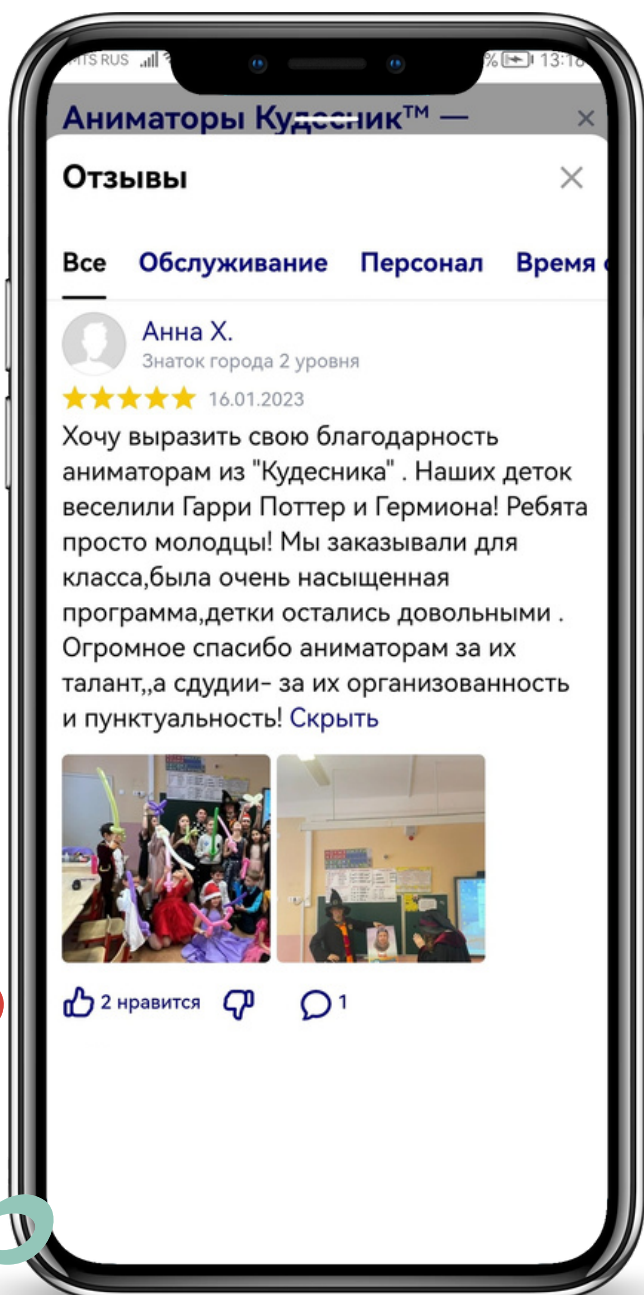 MTS RUS
% 13:18
Аниматоры Кудесник™ —
Отзывы
Все Обслуживание Персонал Время
Анна Х.
Знаток города 2 уровня
16.01.2023
Хочу выразить свою благодарность
аниматорам из "Кудесника" . Наших деток
веселили Гарри Поттер и Гермиона! Ребята
просто молодцы! Мы заказывали для
класса,была очень насыщенная
программа,детки остались довольными .
Огромное спасибо аниматорам за их
талант,,а сдудии– за их организованность
и пунктуальность! Скрыть
2 нравится 1